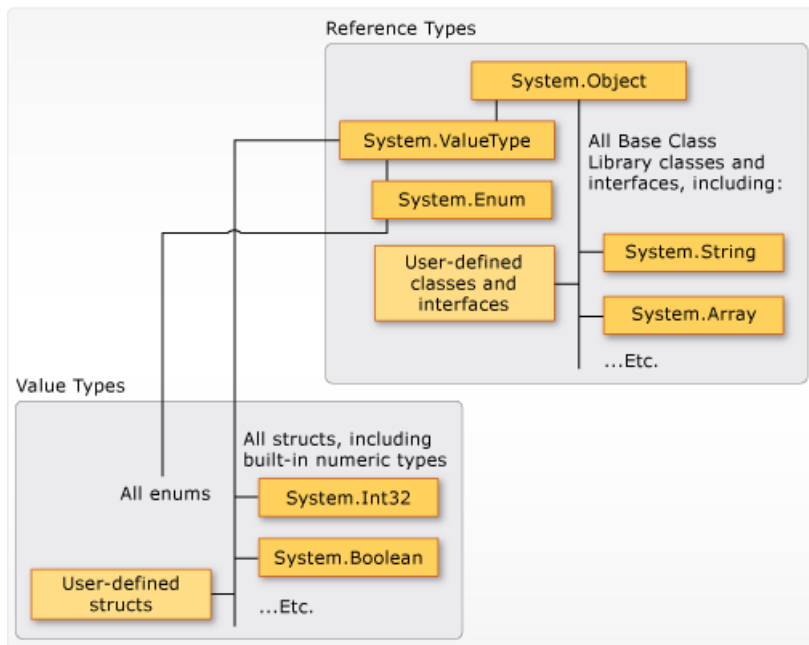 Reference Types
System.Object
System.ValueType
All Base Class
Library classes and
interfaces, including:
System.Enum
System.String
User-defined
classes and
interfaces
System.Array
...Etc.
Value Types
All structs, including
built-in numeric types
All enums
System.Int32
System.Boolean
User-defined
structs
...Etc.